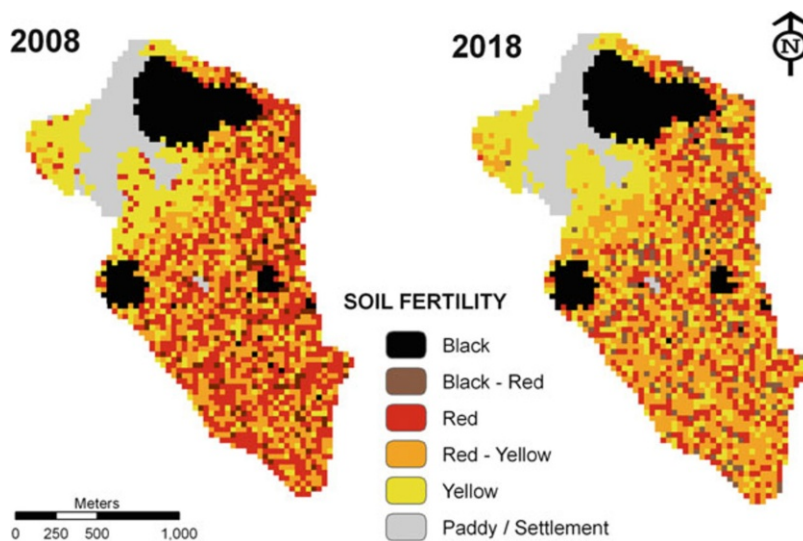 2008
2018
N
SOIL FERTILITY
Black
Black - Red
Red
Red - Yellow
Yellow
Paddy / Settlement
Meters
0 250 500 1,000